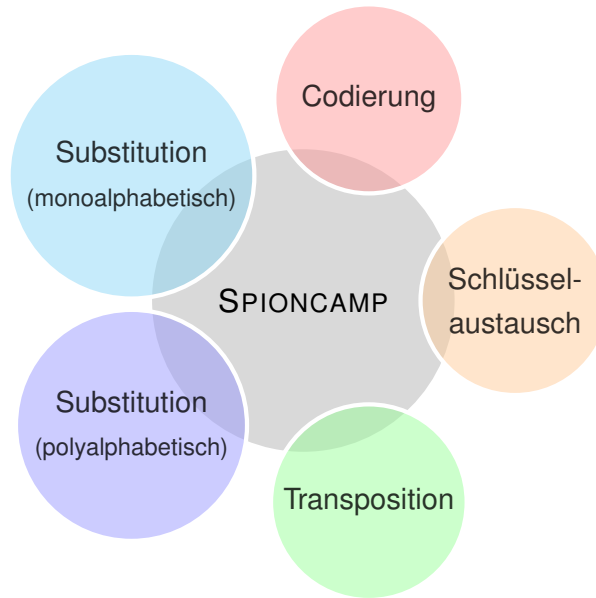 Codierung
Substitution
(monoalphabetisch)
Schlüssel-
austausch
SPIONCAMP
Substitution
(polyalphabetisch)
Transposition